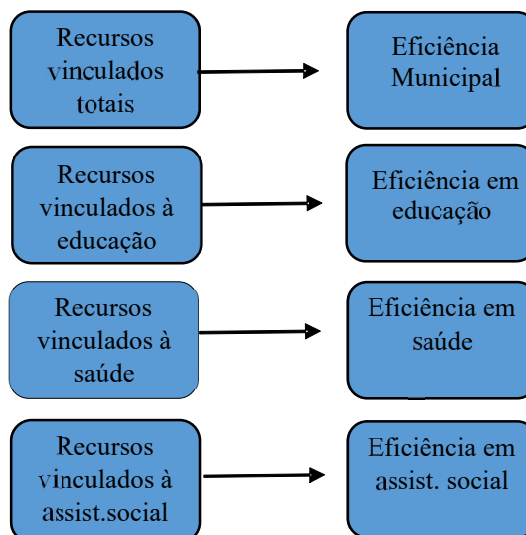 Recursos
vinculados
totais
Eficiência
Municipal
Recursos
vinculados à
educação
Eficiência em
educação
Recursos
vinculados à
saúde
Eficiência em
saúde
Recursos
vinculados à
assist.social
Eficiência em
assist. social